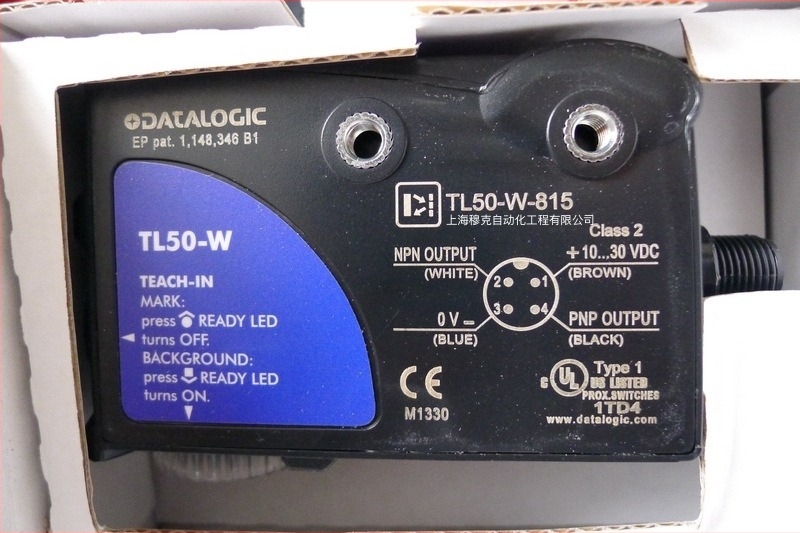 DATALOGIC
EP pat. 1,148,346 B1
TL50-W
TEACH-IN
MARK:
press READY LED
turns OFF.
BACKGROUND:
press READY LED
turns ON.
TL50-W-815
上海穆克自动化工程有限公司
Class 2
NPN OUTPUT
(WHITE)
+ 10...30 VDC
(BROWN)
2 1
3 4
0 V -
(BLUE)
PNP OUTPUT
(BLACK)
CE
M1330
c UL Type 1
US LISTED
PROX.SWITCHES
1TD4
www.datalogic.com